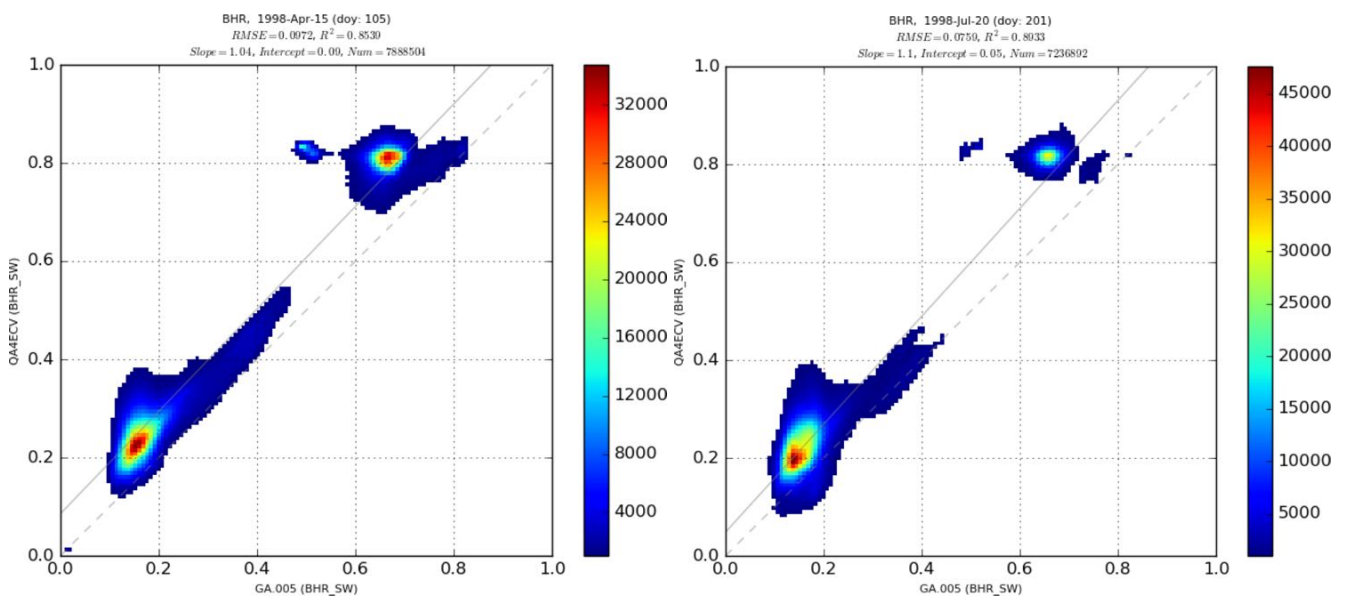 BHR, 1998-Apr-15 (doy: 105)
RMSE = 0.0972, R² = 0.8539
Slope = 1.04, Intercept = 0.09, Num = 7888504
1.0
0.8
0.6
0.4
0.2
0.0
QA4ECV (BHR_SW)
0.0 0.2 0.4 0.6 0.8 1.0
GA.005 (BHR_SW)
32000
28000
24000
20000
16000
12000
8000
4000
BHR, 1998-Jul-20 (doy: 201)
RMSE = 0.0759, R² = 0.8933
Slope = 1.1, Intercept = 0.05, Num = 7236892
1.0
0.8
0.6
0.4
0.2
0.0
QA4ECV (BHR_SW)
0.0 0.2 0.4 0.6 0.8 1.0
GA.005 (BHR_SW)
45000
40000
35000
30000
25000
20000
15000
10000
5000